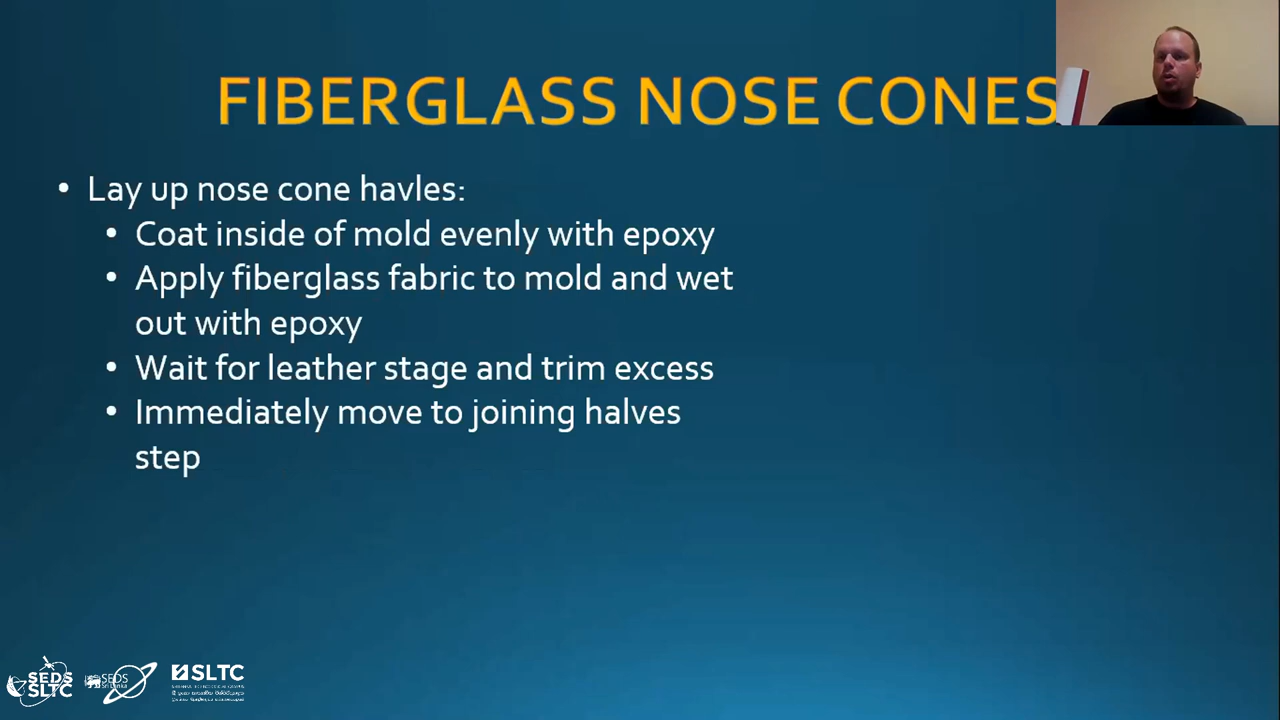 FIBERGLASS NOSE CONES
• Lay up nose cone havles:
• Coat inside of mold evenly with epoxy
• Apply fiberglass fabric to mold and wet
out with epoxy
• Wait for leather stage and trim excess
• Immediately move to joining halves
step
SEDS
SLTC
SEDS
Sri Lanka
SLTC